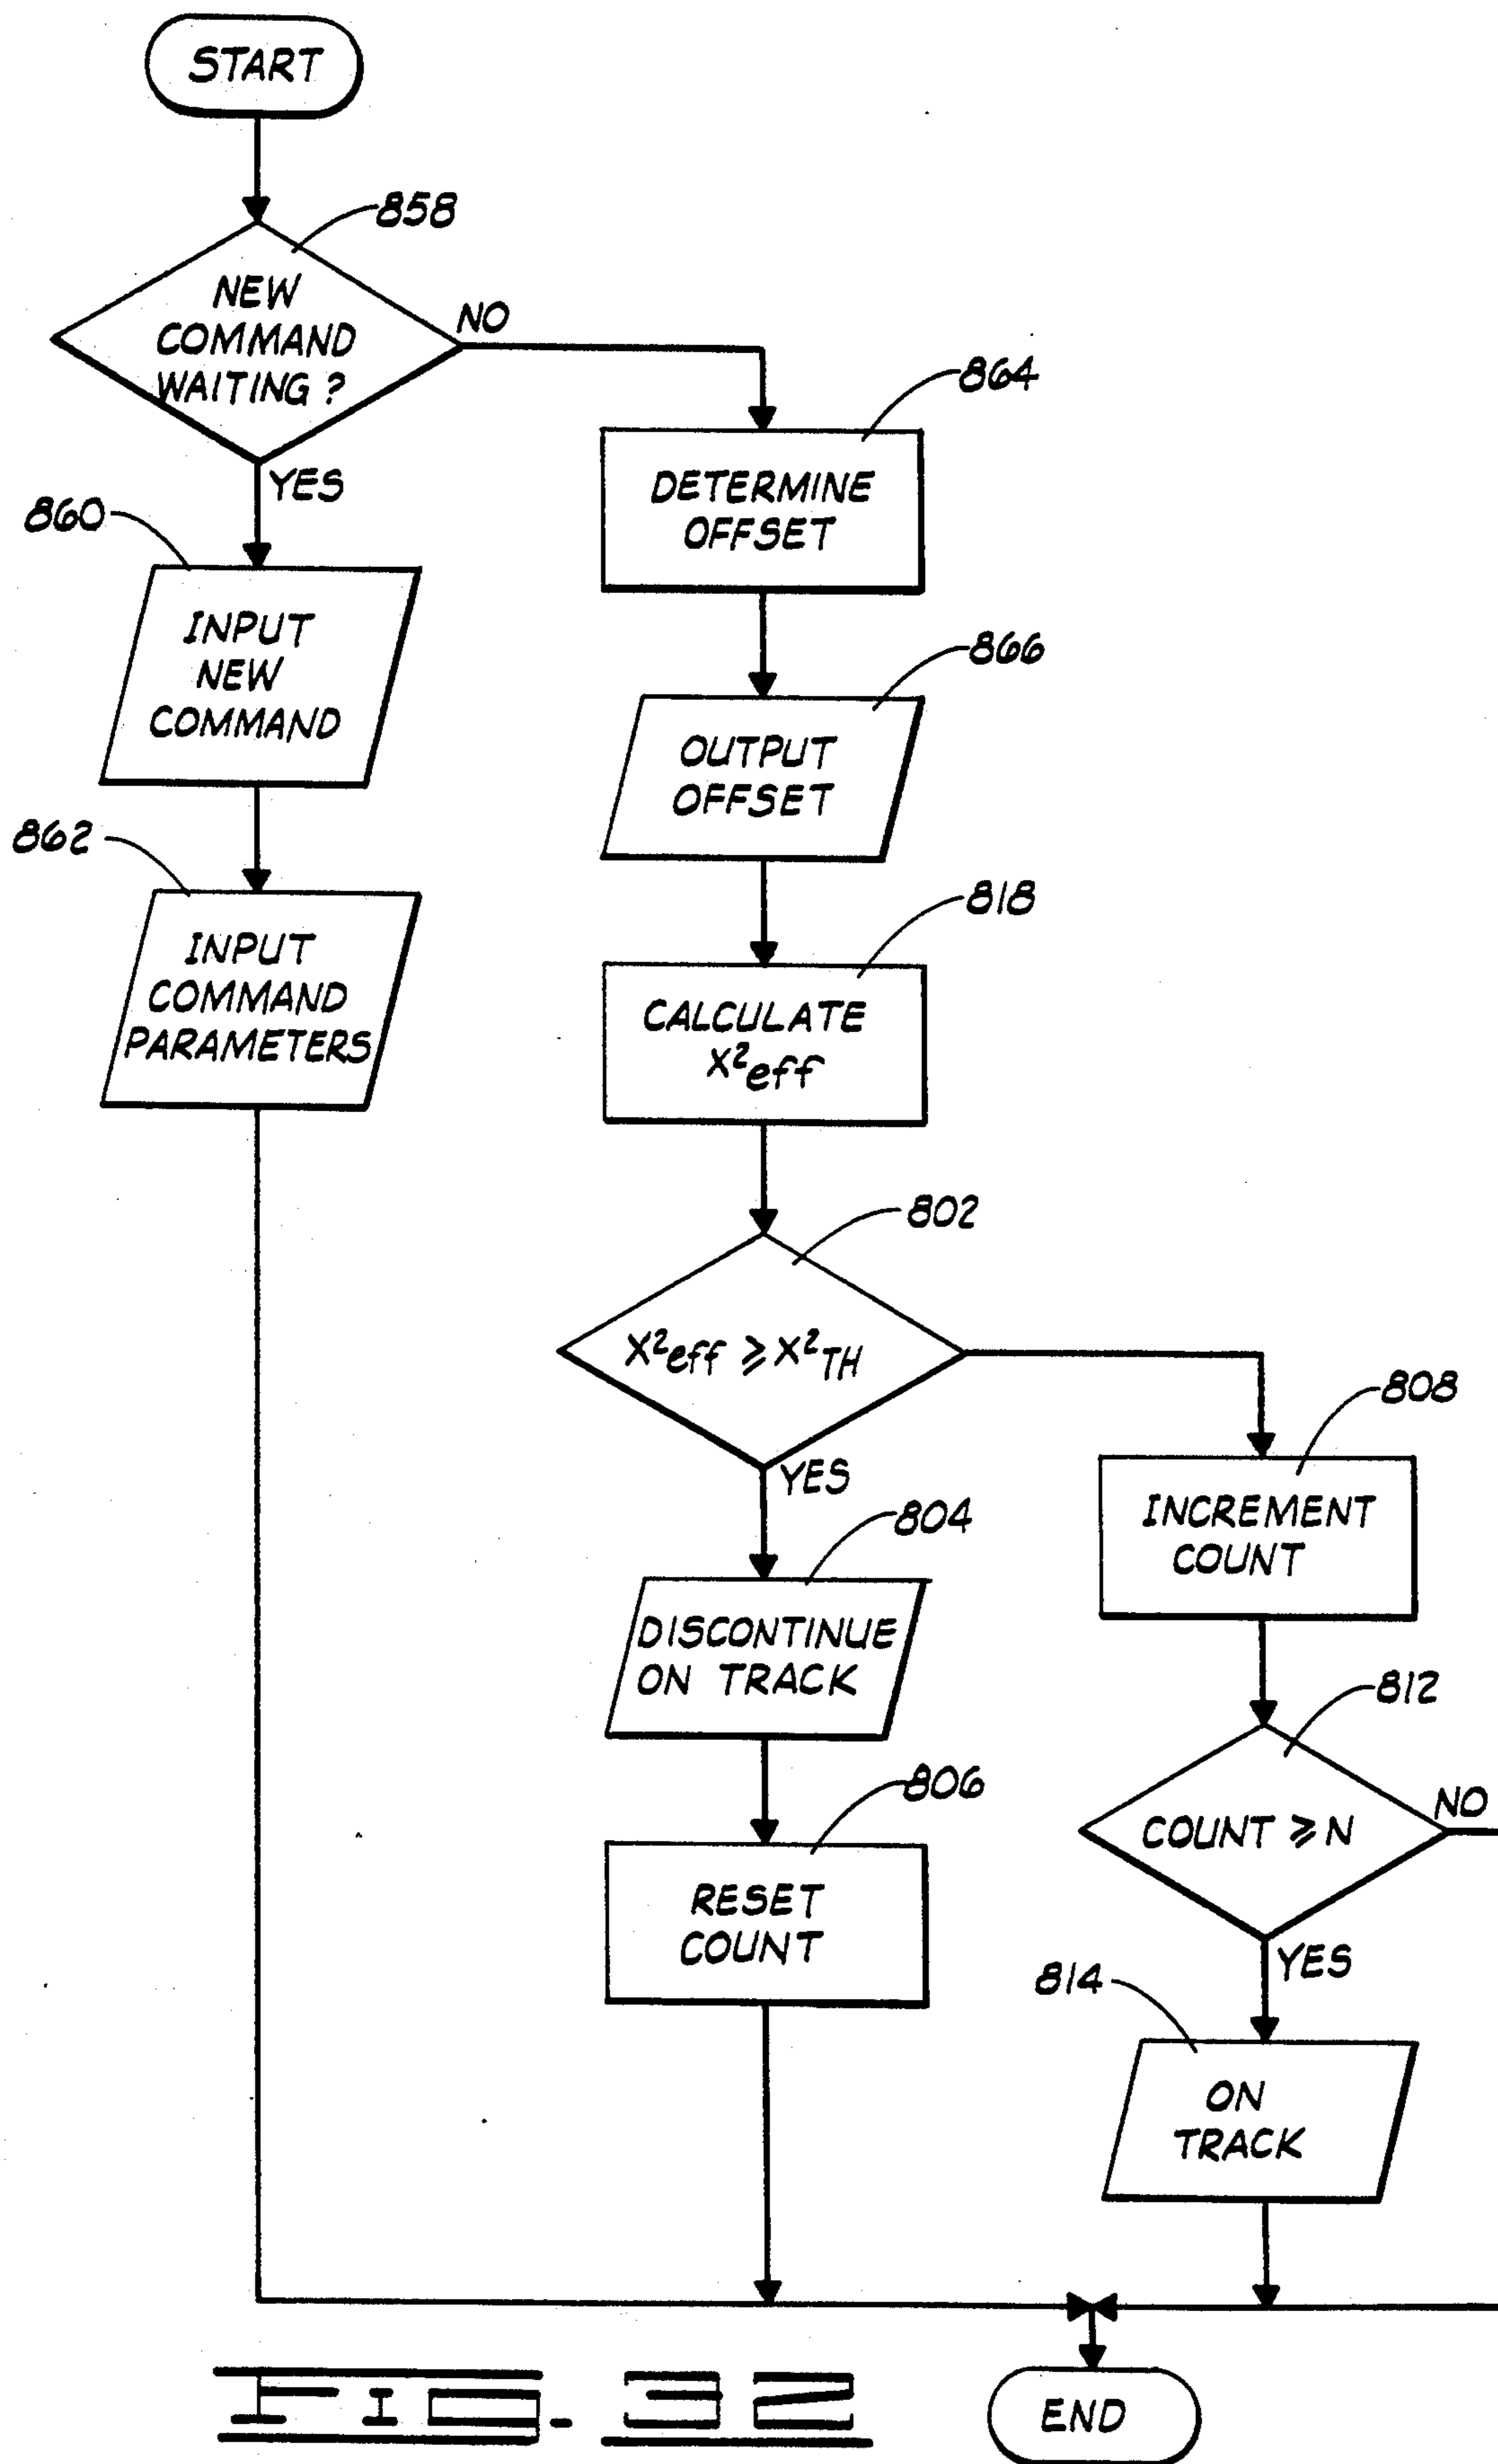 START
858
NEW
COMMAND
WAITING ?
NO
YES
860
INPUT
NEW
COMMAND
862
INPUT
COMMAND
PARAMETERS
864
DETERMINE
OFFSET
866
OUTPUT
OFFSET
818
CALCULATE
X²eff
802
X²eff ≥ X²TH
YES
804
DISCONTINUE
ON TRACK
806
RESET
COUNT
808
INCREMENT
COUNT
812
COUNT ≥ N
NO
YES
814
ON
TRACK
END
FIG. 32